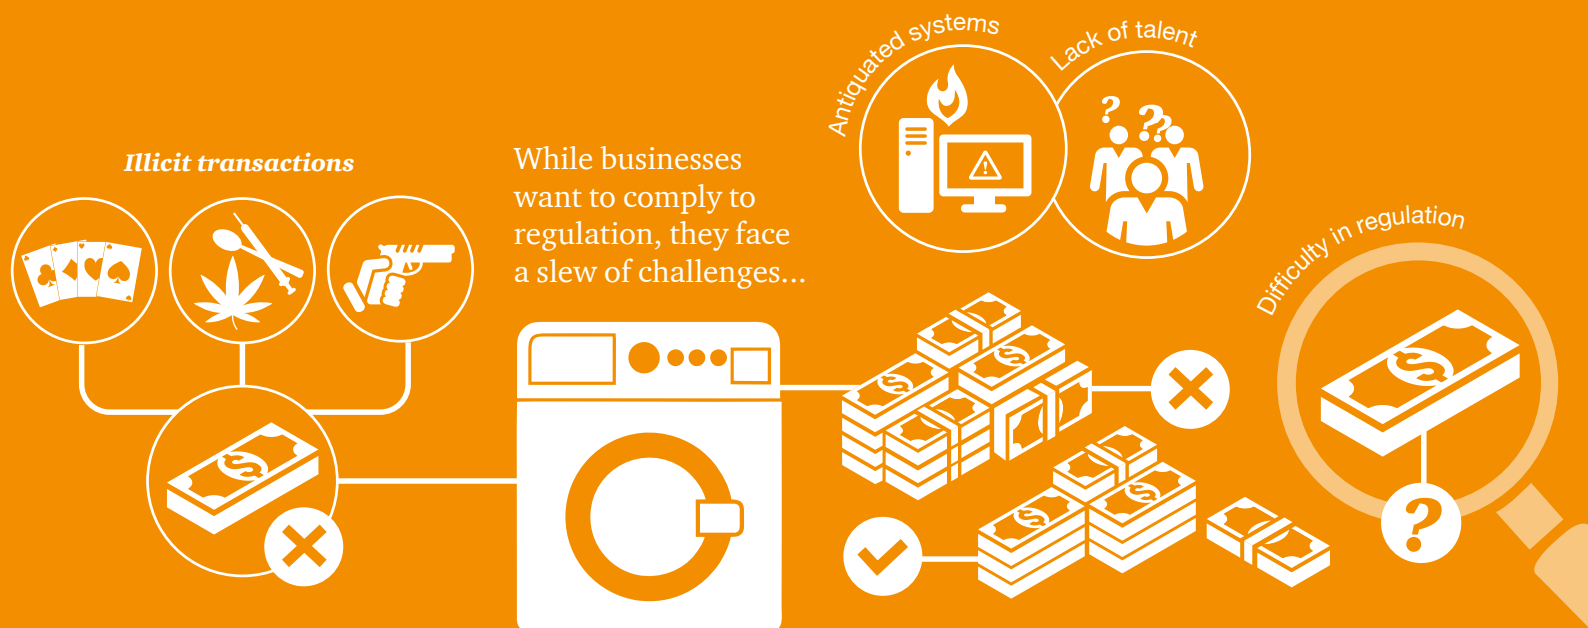 Illicit transactions
While businesses
want to comply to
regulation, they face
a slew of challenges...
Antiquated systems
Lack of talent
Difficulty in regulation